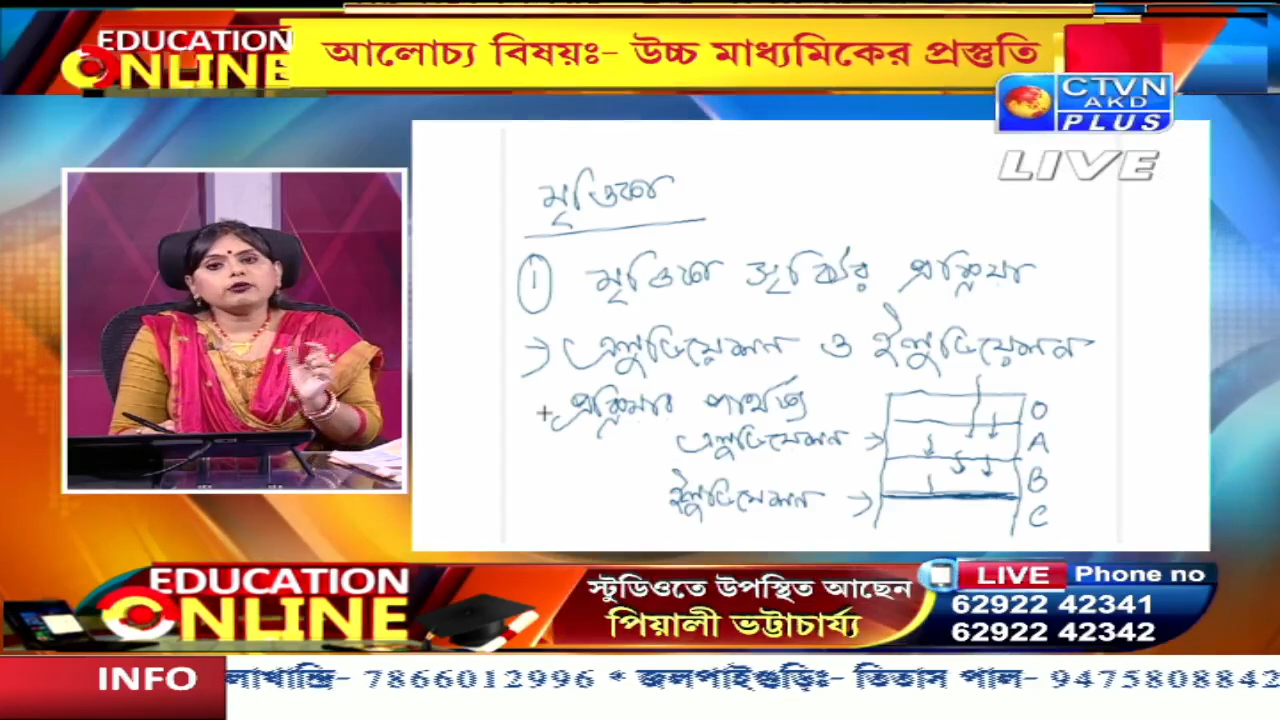 EDUCATION
ONLINE
আলোচ্য বিষয়ঃ- উচ্চ মাধ্যমিকের প্রস্তুতি
CTVN
AKD
PLUS
LIVE
মৃত্তিকা
১ মৃত্তিকা সৃষ্টির প্রক্রিয়া
→ এলুভিয়েশন ও ইলুভিয়েশন
+ প্রক্রিয়ার পার্থক্য
এলুভিয়েশন →
ইলুভিয়েশন →
O
A
B
C
EDUCATION
ONLINE
স্টুডিওতে উপস্থিত আছেন
পিয়ালী ভট্টাচার্য্য
LIVE Phone no
62922 42341
62922 42342
INFO
লাখান্দি- 7866012996 * জলপাইগুড়িঃ- তিতাস পাল- 9475808842